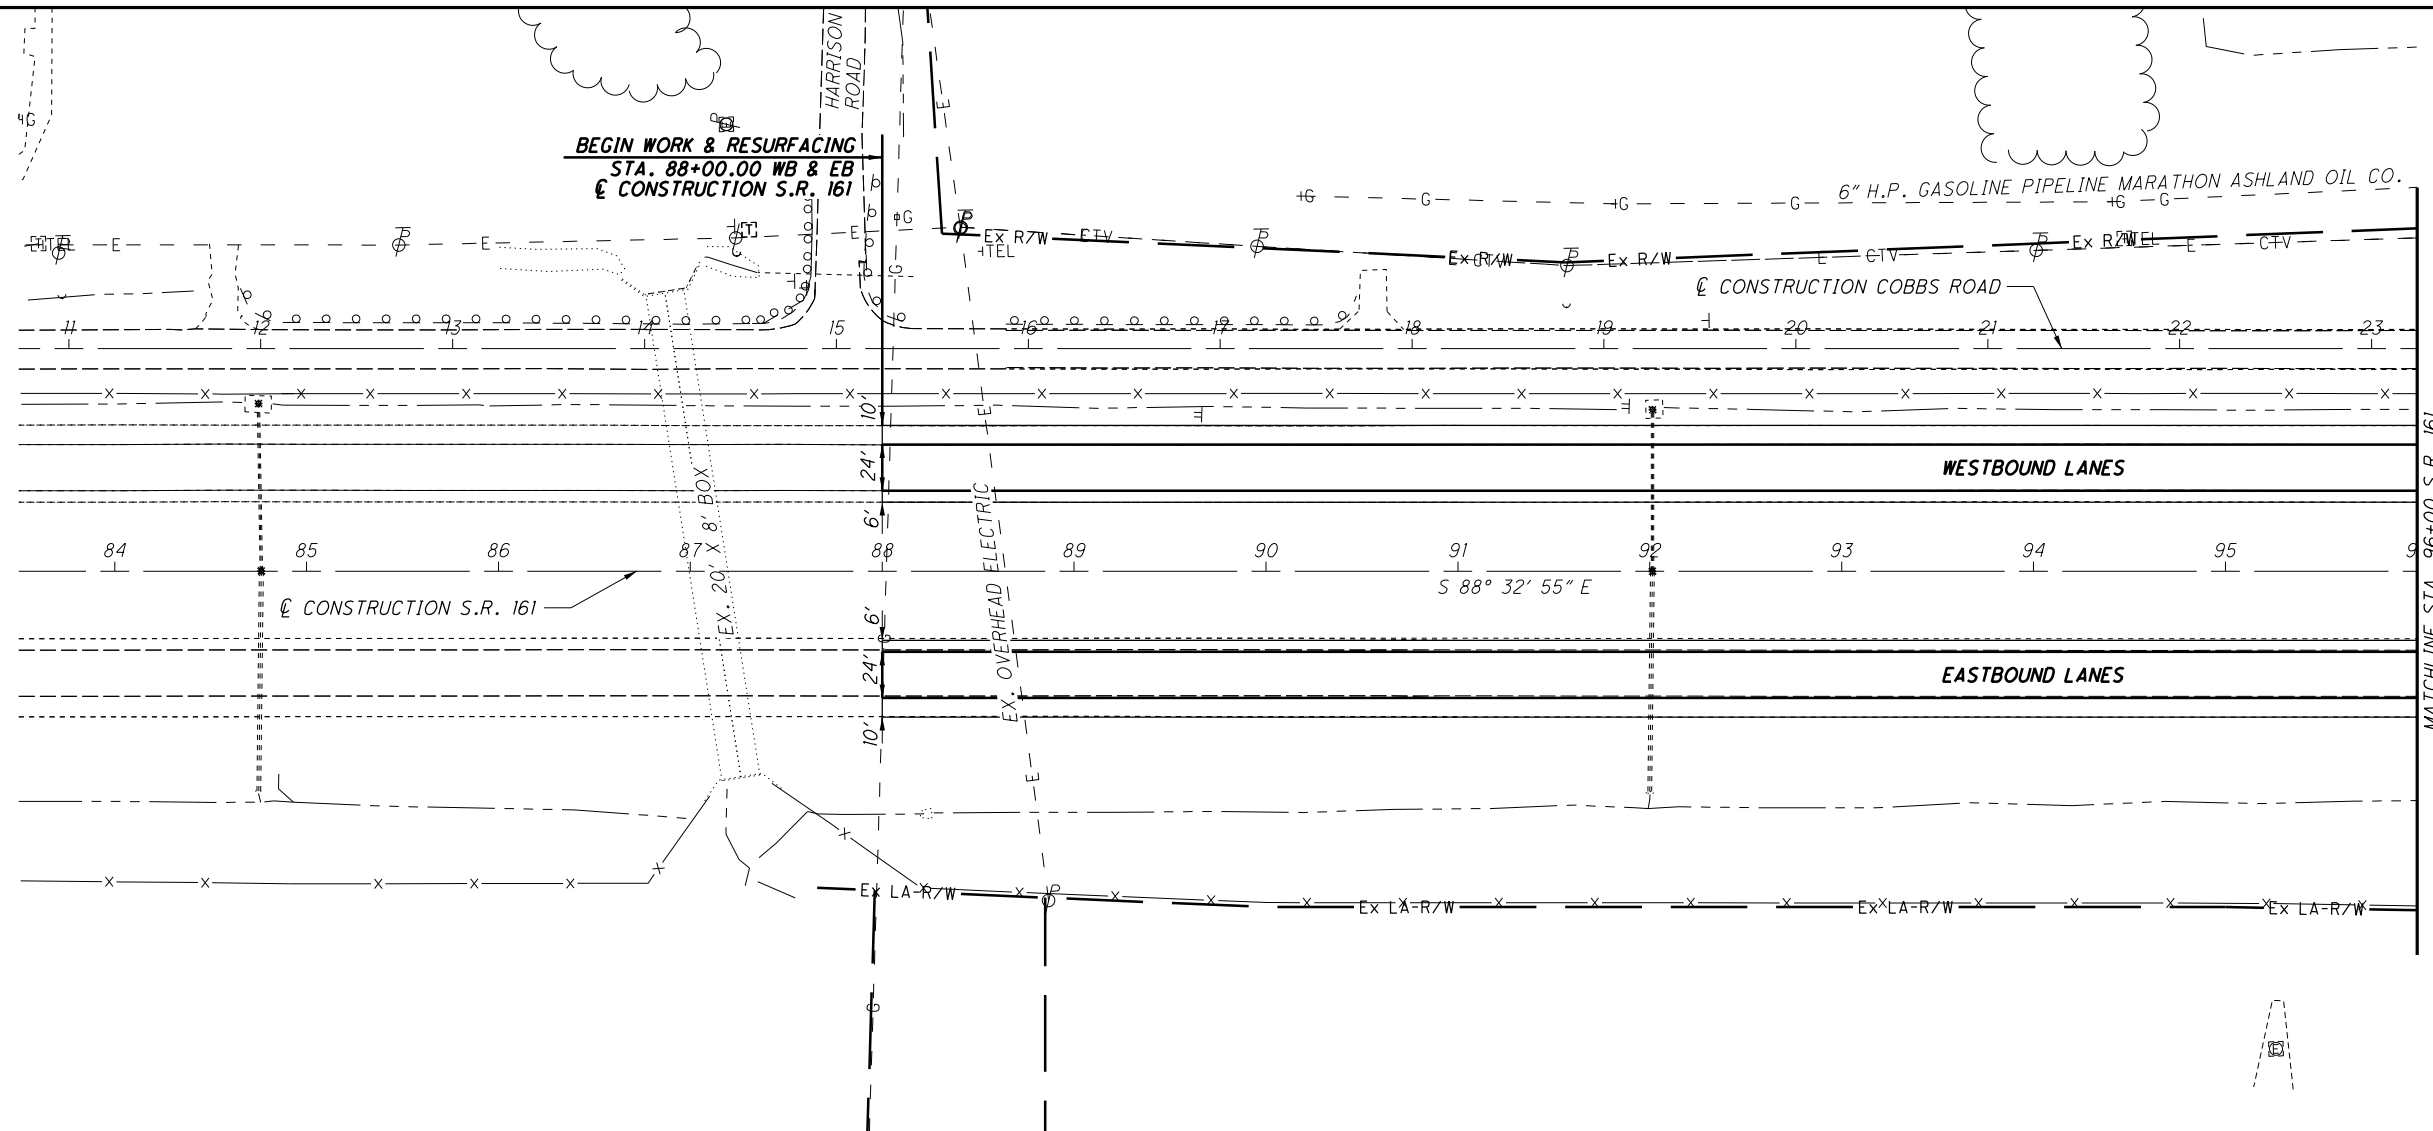 HARRISON
ROAD
G
E
BEGIN WORK & RESURFACING
STA. 88+00.00 WB & EB
℄ CONSTRUCTION S.R. 161
6" H.P. GASOLINE PIPELINE MARATHON ASHLAND OIL CO.
G G G G G G
TEL E E E Ex R/W CTV Ex R/W CTV Ex R/W E CTV Ex R/W TEL E CTV
G TEL
℄ CONSTRUCTION COBBS ROAD
11 12 13 14 15 16 17 18 19 20 21 22 23
10'
E
24'
WESTBOUND LANES
6'
84 85 86 87 88 89 90 91 92 93 94 95
S 88° 32' 55" E
℄ CONSTRUCTION S.R. 161
EX. 20' X 8' BOX
EX. OVERHEAD ELECTRIC
6'
G
24'
EASTBOUND LANES
10'
E
MATCHLINE STA. 96+00 S.R. 161
Ex LA-R/W P Ex LA-R/W Ex LA-R/W Ex LA-R/W
G
E